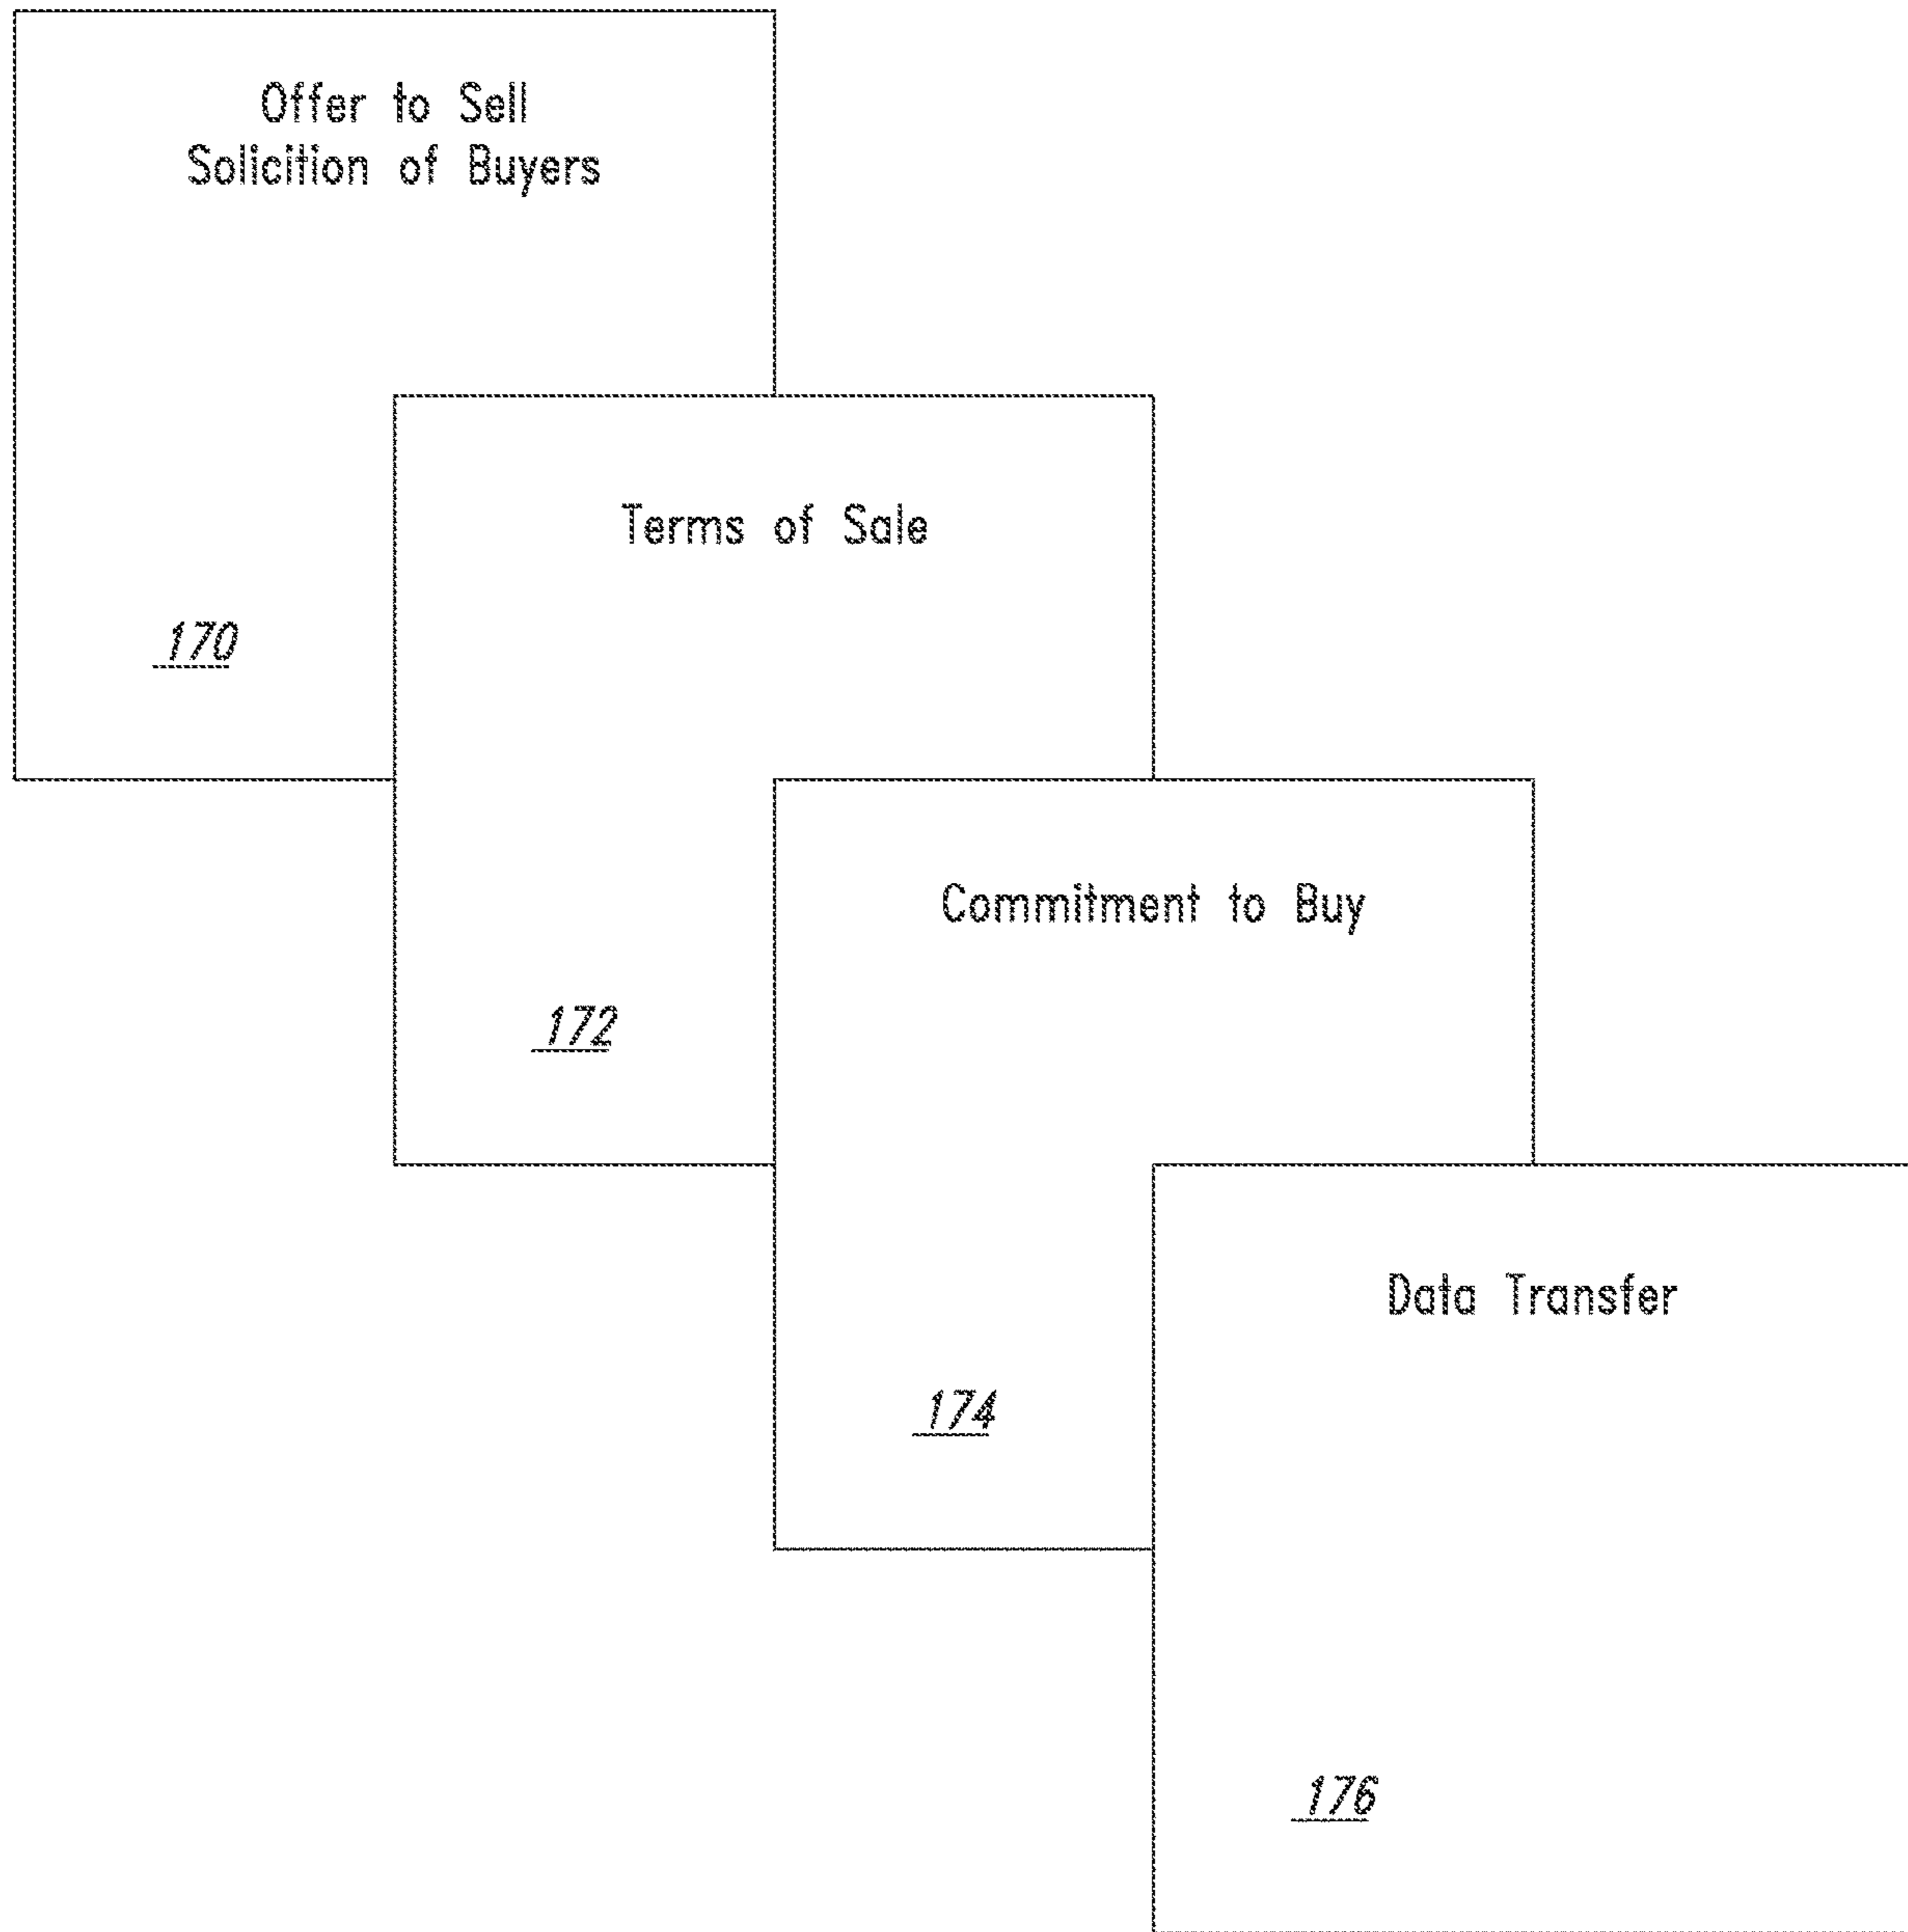 Offer to Sell
Solicition of Buyers
170
Terms of Sale
172
Commitment to Buy
174
Data Transfer
176